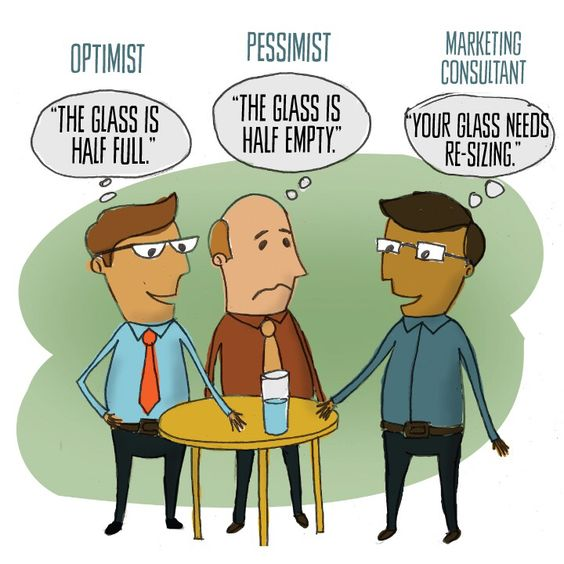 OPTIMIST
"THE GLASS IS
HALF FULL."
PESSIMIST
"THE GLASS IS
HALF EMPTY."
MARKETING
CONSULTANT
"YOUR GLASS NEEDS
RE-SIZING."